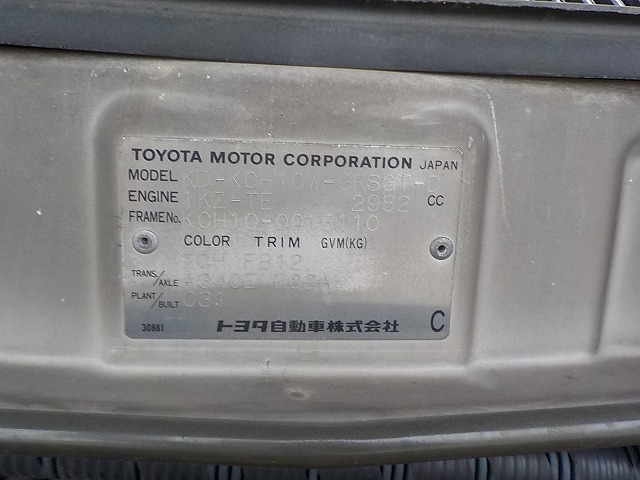 TOYOTA MOTOR CORPORATION JAPAN
MODEL KD-KCH10W-
ENGINE 1KZ-TE 2982 CC
FRAME No. KCH10-0015110
COLOR TRIM GVM(KG)
FB12
TRANS./AXLE
PLANT/BUILT C31
30881 トヨタ自動車株式会社 C